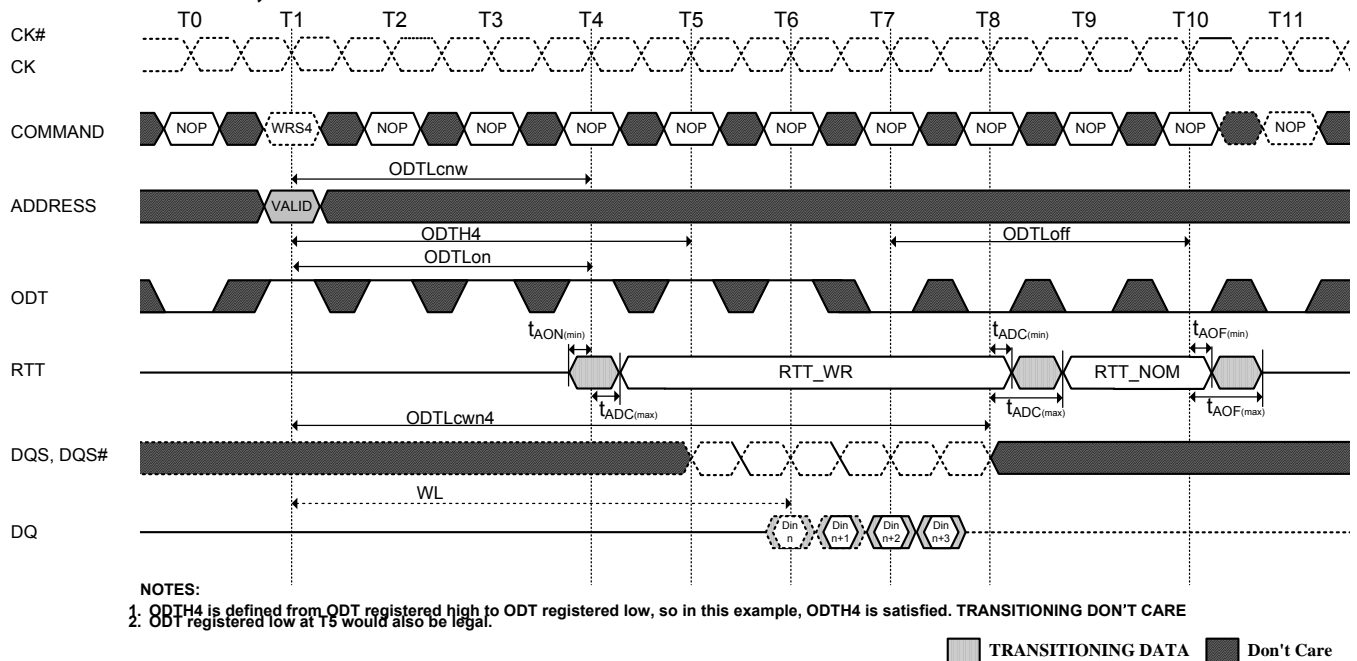 T0 T1 T2 T3 T4 T5 T6 T7 T8 T9 T10 T11
CK#
CK
COMMAND NOP WRS4 NOP NOP NOP NOP NOP NOP NOP NOP NOP NOP
ODTLcnw
ADDRESS VALID
ODTH4 ODTLoff
ODTLon
ODT
tAON(min) tADC(min) tAOF(min)
RTT RTT_WR RTT_NOM
tADC(max) tADC(max) tAOF(max)
ODTLcwn4
DQS, DQS#
WL
DQ Din n Din n+1 Din n+2 Din n+3
NOTES:
1. ODTH4 is defined from ODT registered high to ODT registered low, so in this example, ODTH4 is satisfied. TRANSITIONING DON'T CARE
2. ODT registered low at T5 would also be legal.
TRANSITIONING DATA Don't Care